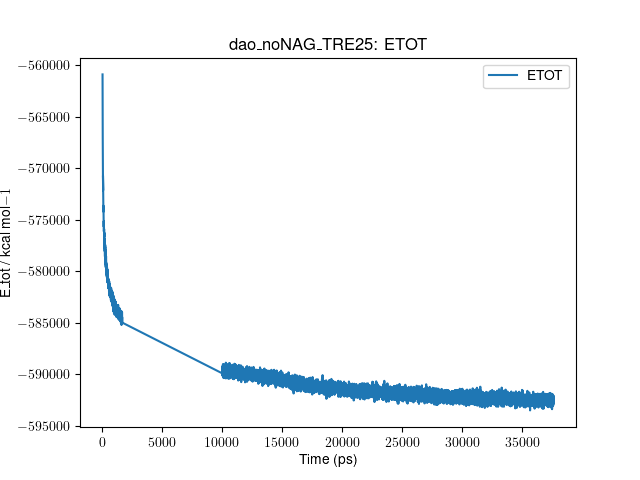 dao_noNAG_TRE25: ETOT
ETOT
−560000
−565000
−570000
−575000
−580000
−585000
−590000
−595000
E_tot / kcal mol−1
0 5000 10000 15000 20000 25000 30000 35000
Time (ps)